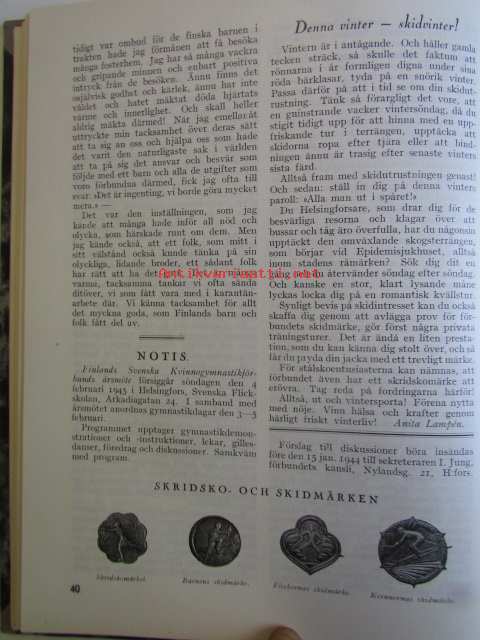 tidigt var ombud för de finska barnen i
trakten hade jag förmånen att få besöka
många fosterhem. Jag har så många vackra
och gripande minnen och enbart positiva
intryck från de besöken. Ännu finns det
osjälvisk godhet och kärlek, ännu har inte
våldet och hatet mäktat döda hjärtats
värme och innerlighet. Och skall heller
aldrig mäkta därmed! När jag emellanåt
uttryckte min tacksamhet över deras sätt
att ta sig an oss och hjälpa oss som hade
det varit den naturligaste sak i världen
att ta på sig det ansvar och besvär som
följde med ett barn och alla de utgifter som
vom förbundna därmed, fick jag ofta till
svar: »Det är ingenting, vi borde göra mycket
mera.» —
Det var den inställningen, som jag
kände att många hade inför all nöd och
olycka, som härskade runt om dem. Men
jag kände också, att ett folk, som mitt i
sitt välstånd också kunde tänka på sin
olyckliga, lidande broder, ett sådant folk
har rätt att ha det
varma, tacksamma tankar vi ofta sända
ditöver, vi som fått vara med i karantän-
arbete där. Vi känna tacksamhet för allt
det myckna goda, som Finlands barn och
folk fått del av.
NOTIS.
Finlands Svenska Kvinnogymnastikför-
bunds årsmöte försiggår söndagen den 4
februari 1945 i Helsingfors, Svenska Flick-
skolan, Arkadiagatan 24. I samband med
årsmötet anordnas gymnastikdagar den 3—5
februari.
Programmet upptager gymnastikdemon-
strationer och -instruktioner, lekar, gilles-
danser, föredrag och diskussioner. Samkväm
med program.
Denna vinter — skidvinter!
Vintern är i antågande. Och håller gamla
tecken sträck, så skulle det faktum att
rönnarna i år formligen digna under sina
röda bärklasar, tyda på en snörik vinter.
Passa därför på att i tid se om din skidut-
rustning. Tänk så förargligt det vore, att
en gnistrande vacker vintersöndag, då du
stigit tidigt upp för att hinna med en upp-
friskande tur i terrängen, upptäcka att
skidorna ropa efter tjära eller att bind-
ningen ännu är trasig efter senaste vinters
sista färd.
Alltså fram med skidutrustningen genast!
Och sedan: ställ in dig på denna vinters
paroll: »Alla man ut i spåret!»
Du Helsingforsare, som drar dig för de
besvärliga resorna och klagar över att
bussar och tåg äro överfulla, har du någonsin
upptäckt den omväxlande skogsterrängen,
som börjar vid Epidemisjukhuset, alltså
inom stadens råmärken? Sök dig dit en
gång och du återvänder söndag efter söndag.
Och kanske en stor, klart lysande måne
lyckas locka dig på en romantisk kvällstur.
Synligt bevis på skidintresset kan du också
skaffa dig genom att avlägga prov för för-
bundets skidmärke, gör först några privata
träningsturer. Det är ändå en liten presta-
tion, som du kan känna dig stolt över, och så
får du pryda din jacka med ett trevligt märke.
För stålskoentusiasterna kan nämnas, att
förbundet även har ett skridskomärke att
erövra. Tag reda på fordringarna härför!
Alltså, ut och vintersporta! Förena nytta
med nöje. Vinn hälsa och krafter genom
härligt friskt vinterliv! Anita Lampén.
Förslag till diskussioner böra insändas
före den 15 jan. 1944 till sekreteraren I. Jung,
förbundets kansli, Nylandsg. 21, H:fors.
Antikvariaatti.net
SKRIDSKO- OCH SKIDMÄRKEN
Skridskomärket.
Barnens skidmärke.
Flickornas skidmärke.
Kvinnornas skidmärke.
40